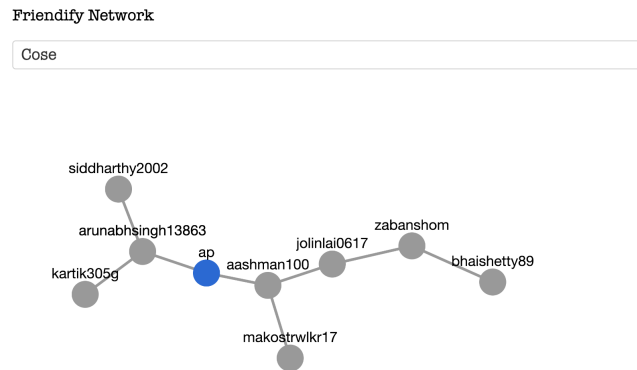 Friendify Network
Cose
siddharthy2002
arunabhsingh13863
ap
kartik305g
aashman100
jolinlai0617
zabanshom
bhaishetty89
makostrwlkr17